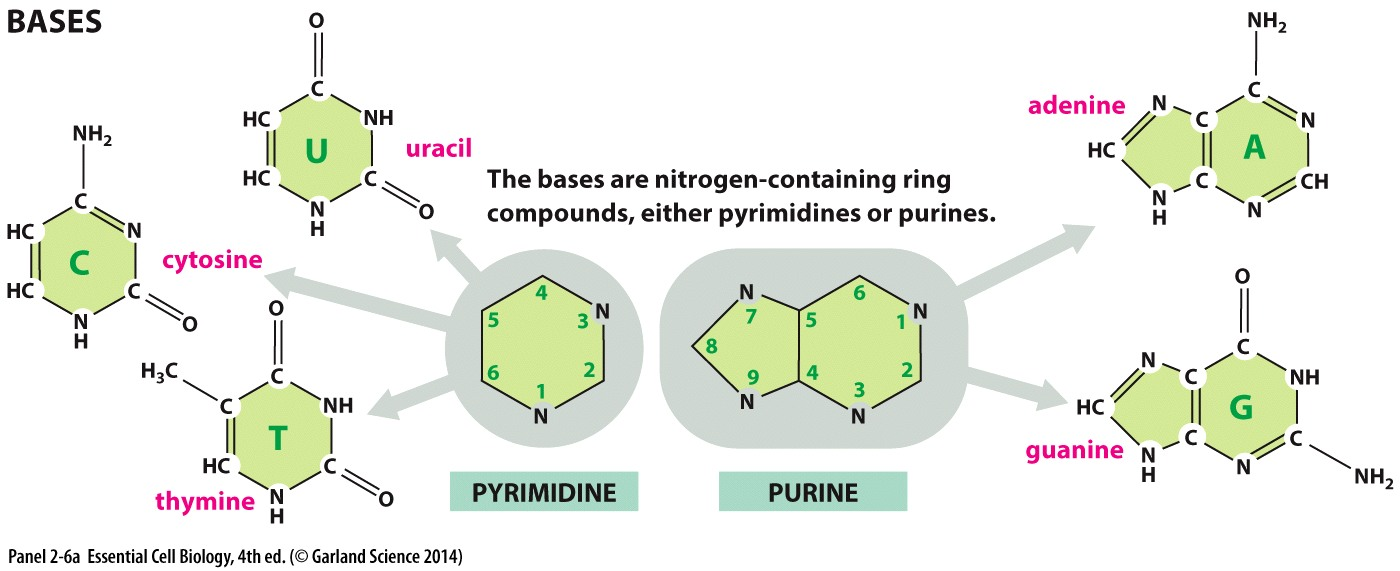 BASES
O
C
HC
NH
U
uracil
HC
C
N
H
O
NH₂
C
HC
N
C
cytosine
HC
C
N
H
O
O
H₃C
C
C
NH
T
HC
C
thymine
N
H
O
The bases are nitrogen-containing ring
compounds, either pyrimidines or purines.
4
5
3
N
6
2
1
N
PYRIMIDINE
N
7
6
5
1
N
8
9
4
2
N
3
N
PURINE
NH₂
adenine
N
C
C
N
HC
A
C
CH
N
H
N
O
C
N
C
NH
HC
G
guanine
C
C
N
H
N
NH₂
Panel 2-6a Essential Cell Biology, 4th ed. (© Garland Science 2014)